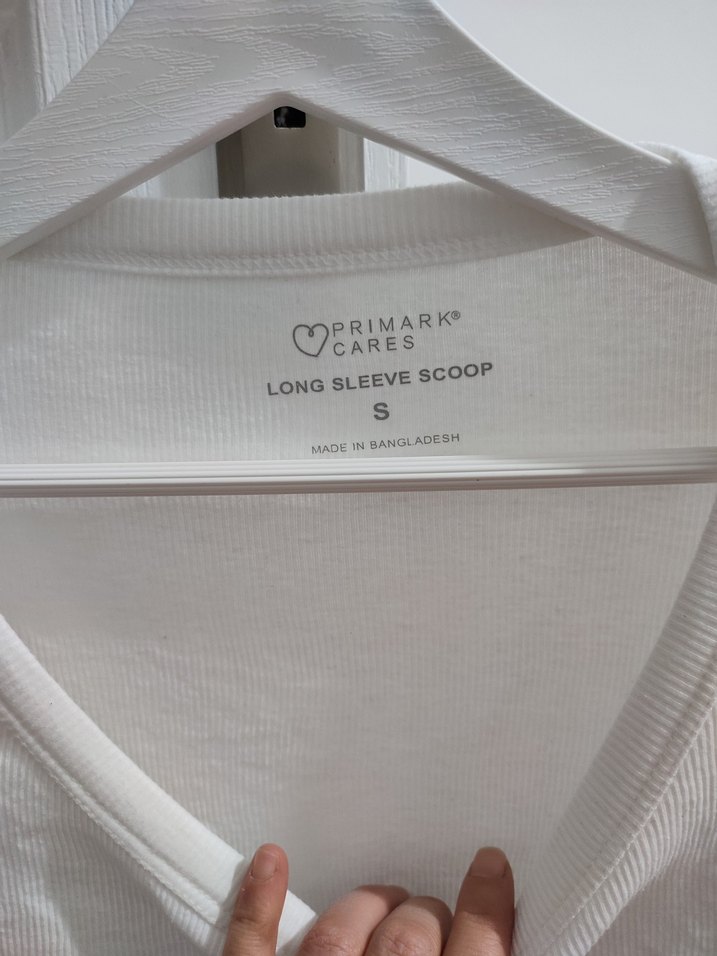 PRIMARK®
CARES
LONG SLEEVE SCOOP
S
MADE IN BANGLADESH